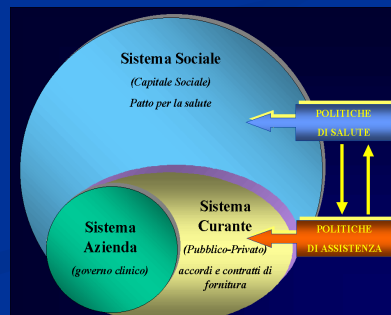 Sistema Sociale
(Capitale Sociale)
Patto per la salute
POLITICHE
DI SALUTE
Sistema
Curante
(Pubblico-Privato)
accordi e contratti di
fornitura
Sistema
Azienda
(governo clinico)
POLITICHE
DI ASSISTENZA